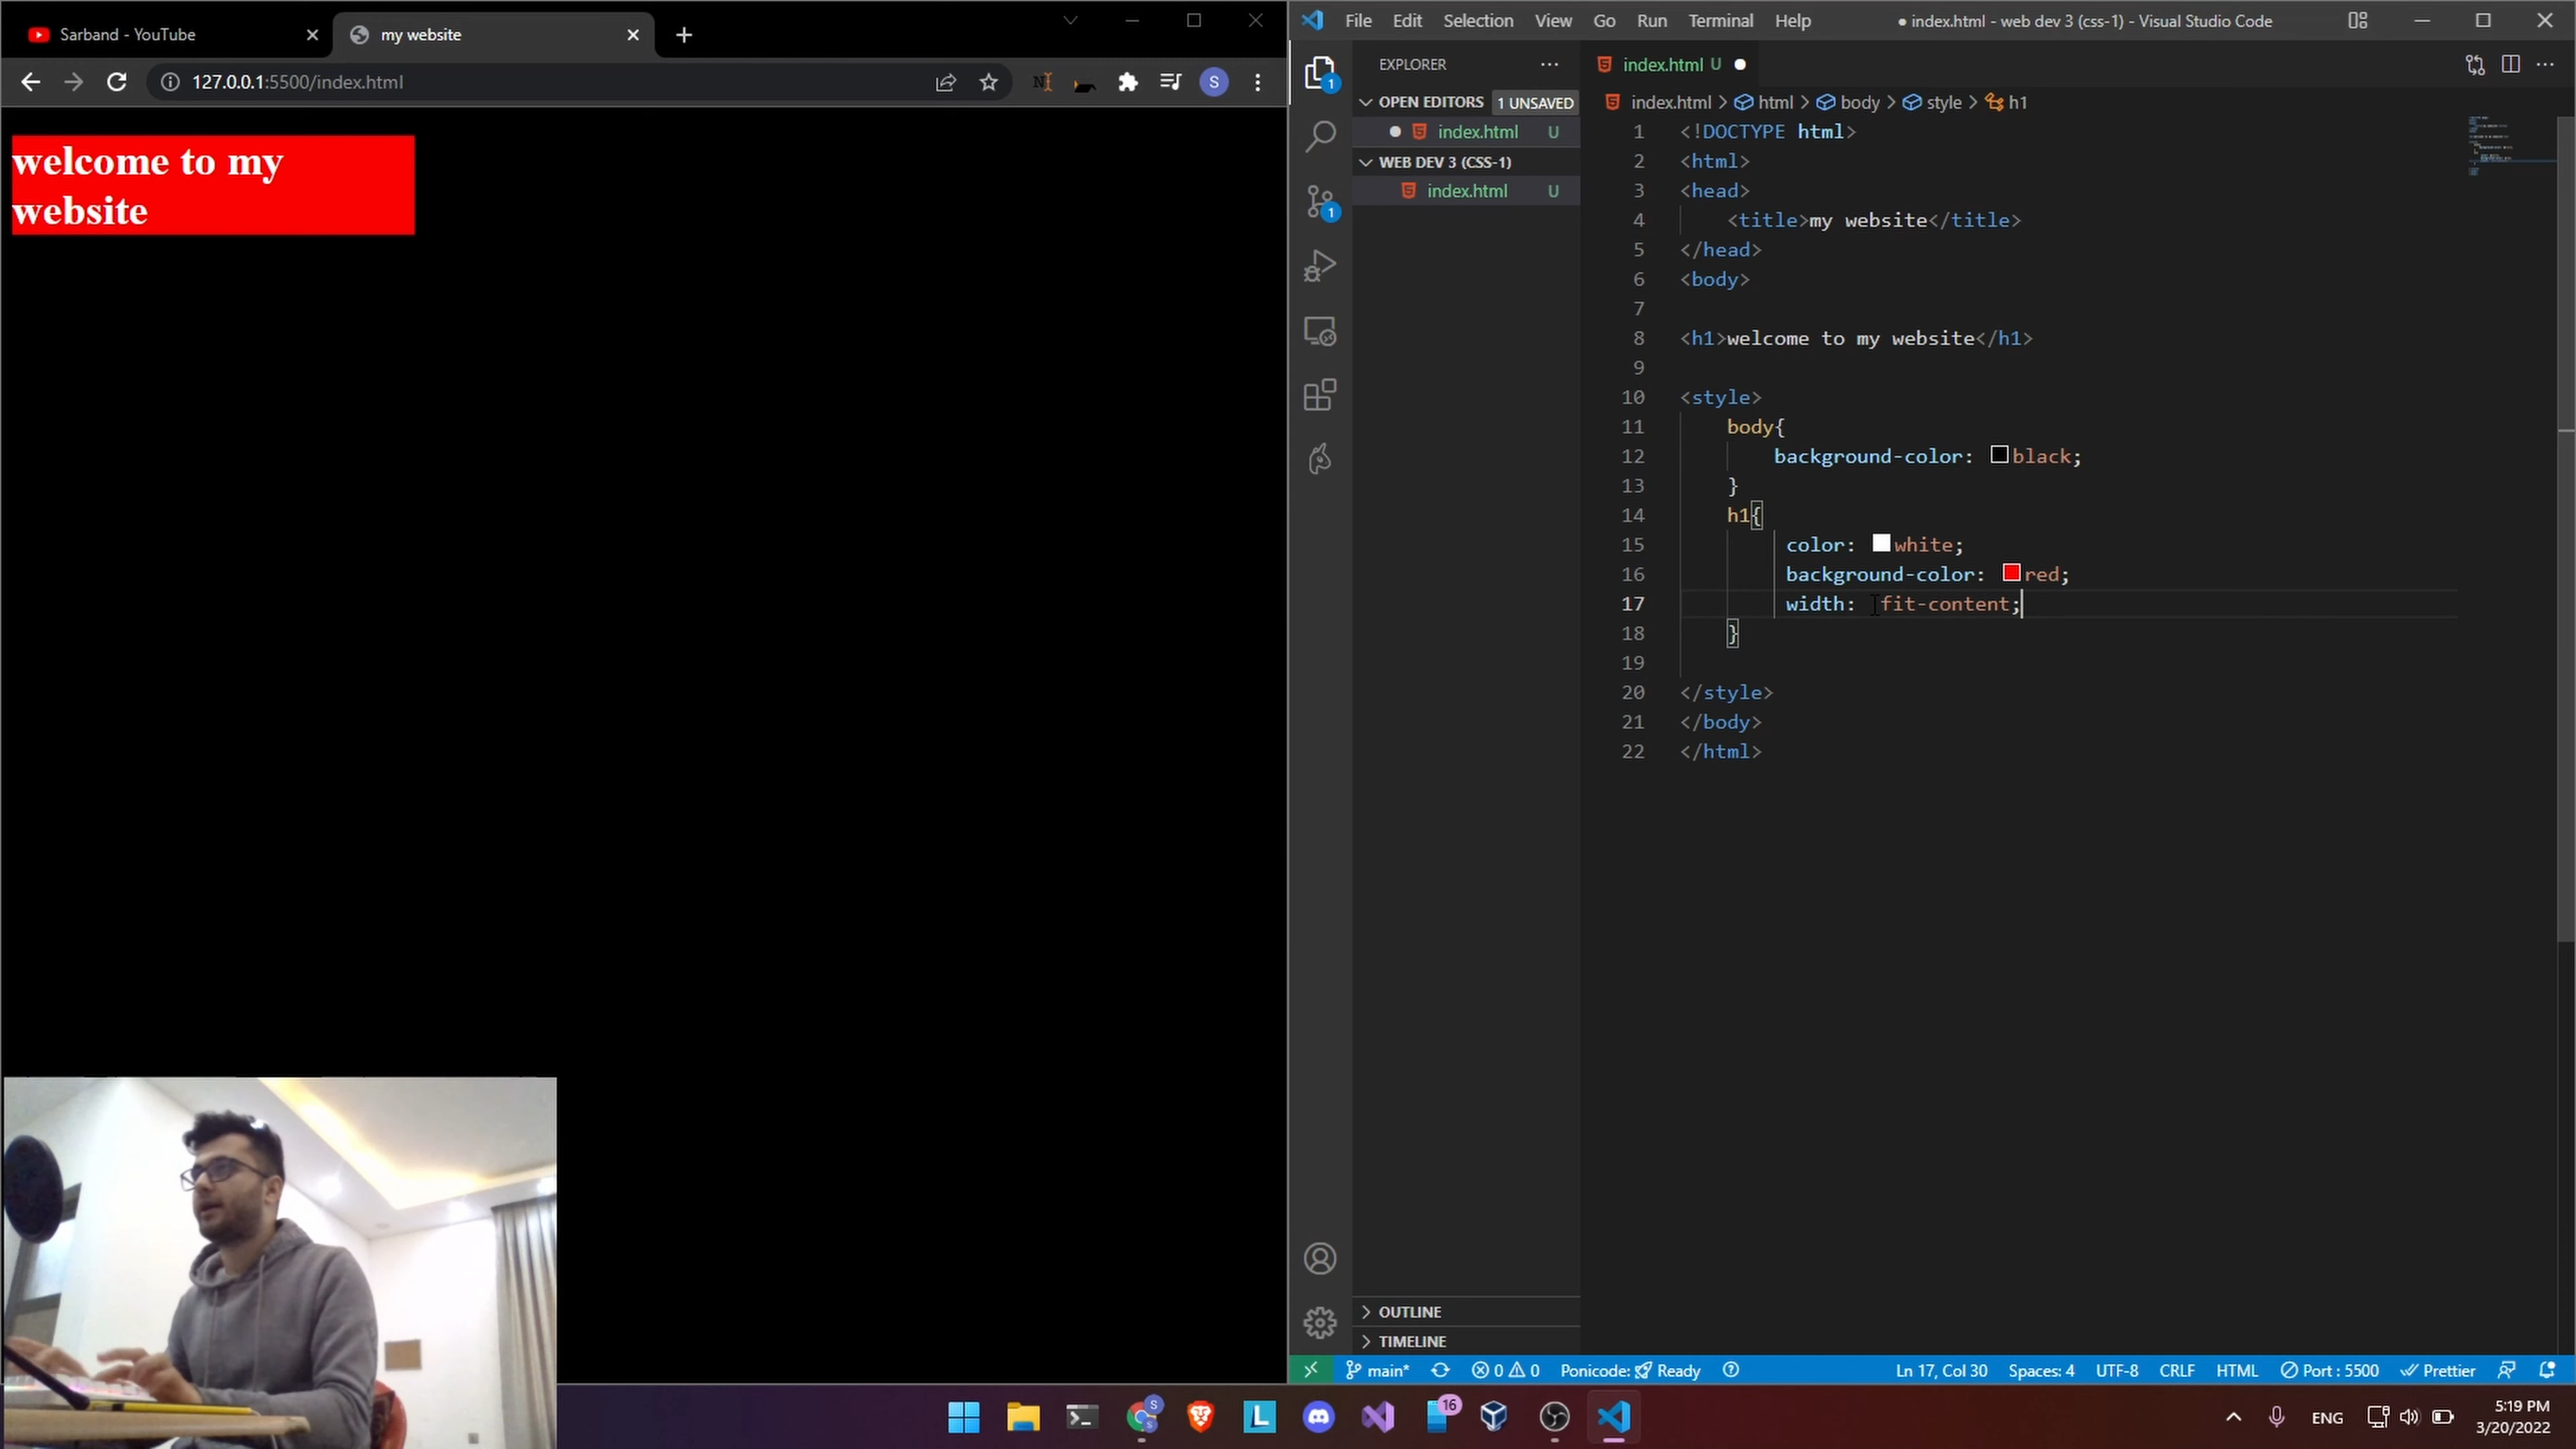 Sarband - YouTube
my website
127.0.0.1:5500/index.html
S
welcome to my
website
File Edit Selection View Go Run Terminal Help
● index.html - web dev 3 (css-1) - Visual Studio Code
EXPLORER
OPEN EDITORS 1 UNSAVED
index.html U
WEB DEV 3 (CSS-1)
index.html U
1
1
OUTLINE
TIMELINE
index.html U
index.html > html > body > style > h1
1 <!DOCTYPE html>
2 <html>
3 <head>
4 <title>my website</title>
5 </head>
6 <body>
7
8 <h1>welcome to my website</h1>
9
10 <style>
11 body{
12 background-color: black;
13 }
14 h1{
15 color: white;
16 background-color: red;
17 width: fit-content;
18 }
19
20 </style>
21 </body>
22 </html>
main* 0 0 Ponicode: Ready Ln 17, Col 30 Spaces: 4 UTF-8 CRLF HTML Port : 5500 Prettier
S
L
16
ENG
5:19 PM
3/20/2022